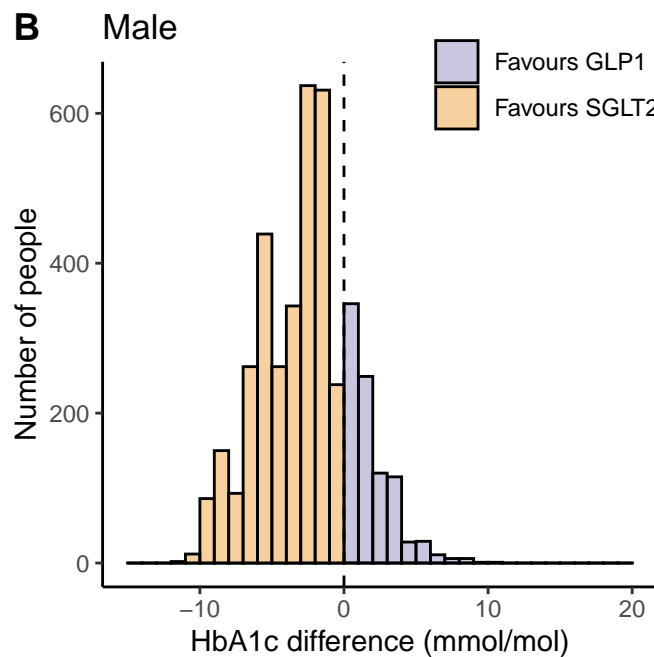 B Male
Favours GLP1
Favours SGLT2
600
400
200
0
Number of people
−10 0 10 20
HbA1c difference (mmol/mol)